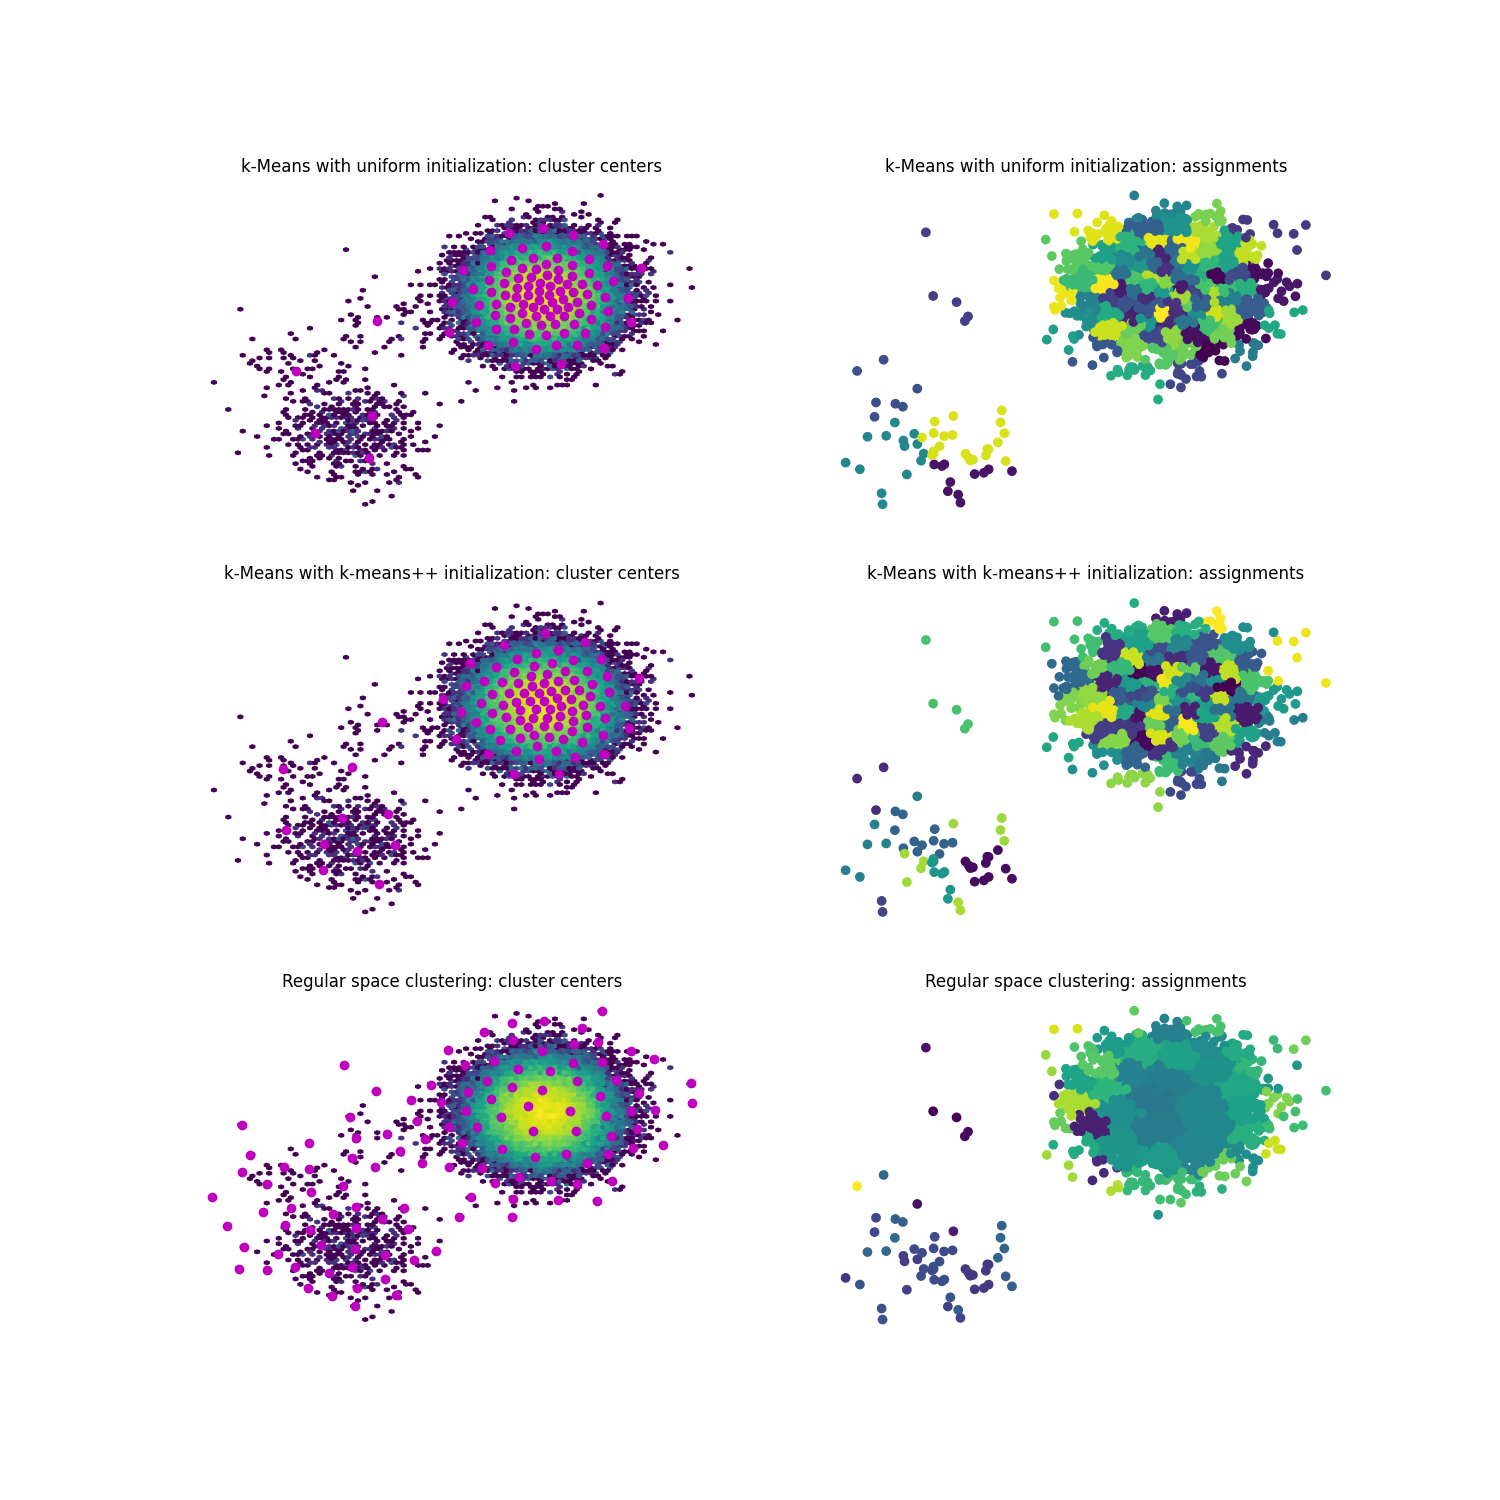 k-Means with uniform initialization: cluster centers
k-Means with uniform initialization: assignments
k-Means with k-means++ initialization: cluster centers
k-Means with k-means++ initialization: assignments
Regular space clustering: cluster centers
Regular space clustering: assignments